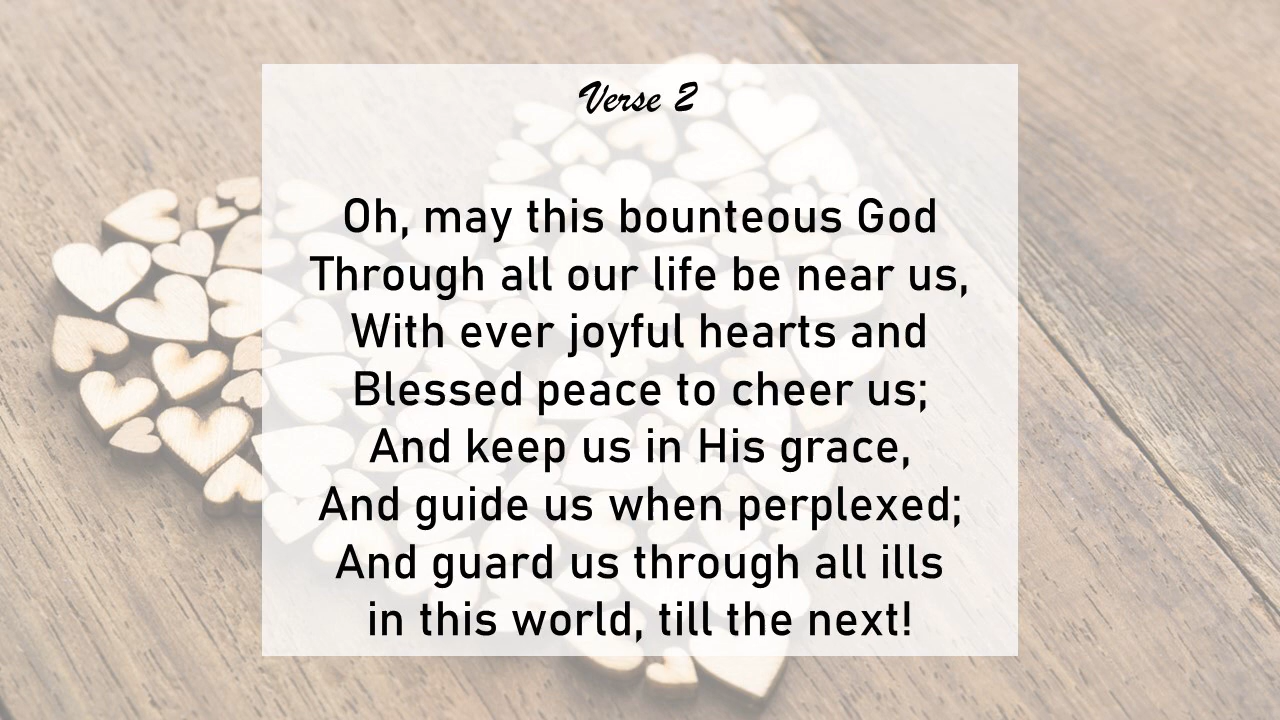 Verse 2
Oh, may this bounteous God
Through all our life be near us,
With ever joyful hearts and
Blessed peace to cheer us;
And keep us in His grace,
And guide us when perplexed;
And guard us through all ills
in this world, till the next!